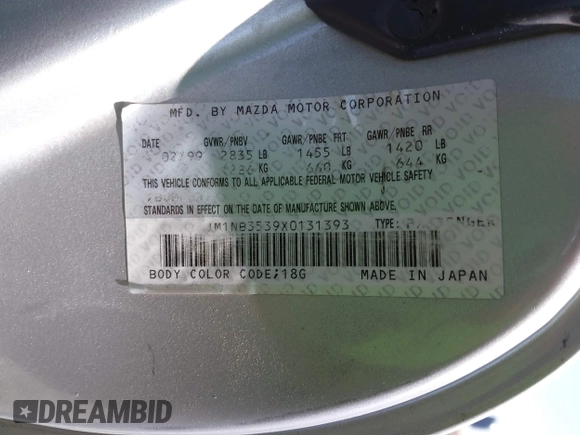 MFD. BY MAZDA MOTOR CORPORATION
DATE GVWR/PNBV GAWR/PNBE FRT GAWR/PNBE RR
02/99 2835 LB 1455 LB 1420 LB
KG 660 KG 644 KG
THIS VEHICLE CONFORMS TO ALL APPLICABLE FEDERAL MOTOR VEHICLE SAFETY
STANDARDS IN EFFECT ON THE DATE OF MANUFACTURE SHOWN ABOVE.
JM1NB3539X0131393 TYPE: PASSENGER
BODY COLOR CODE;18G MADE IN JAPAN
DREAMBID